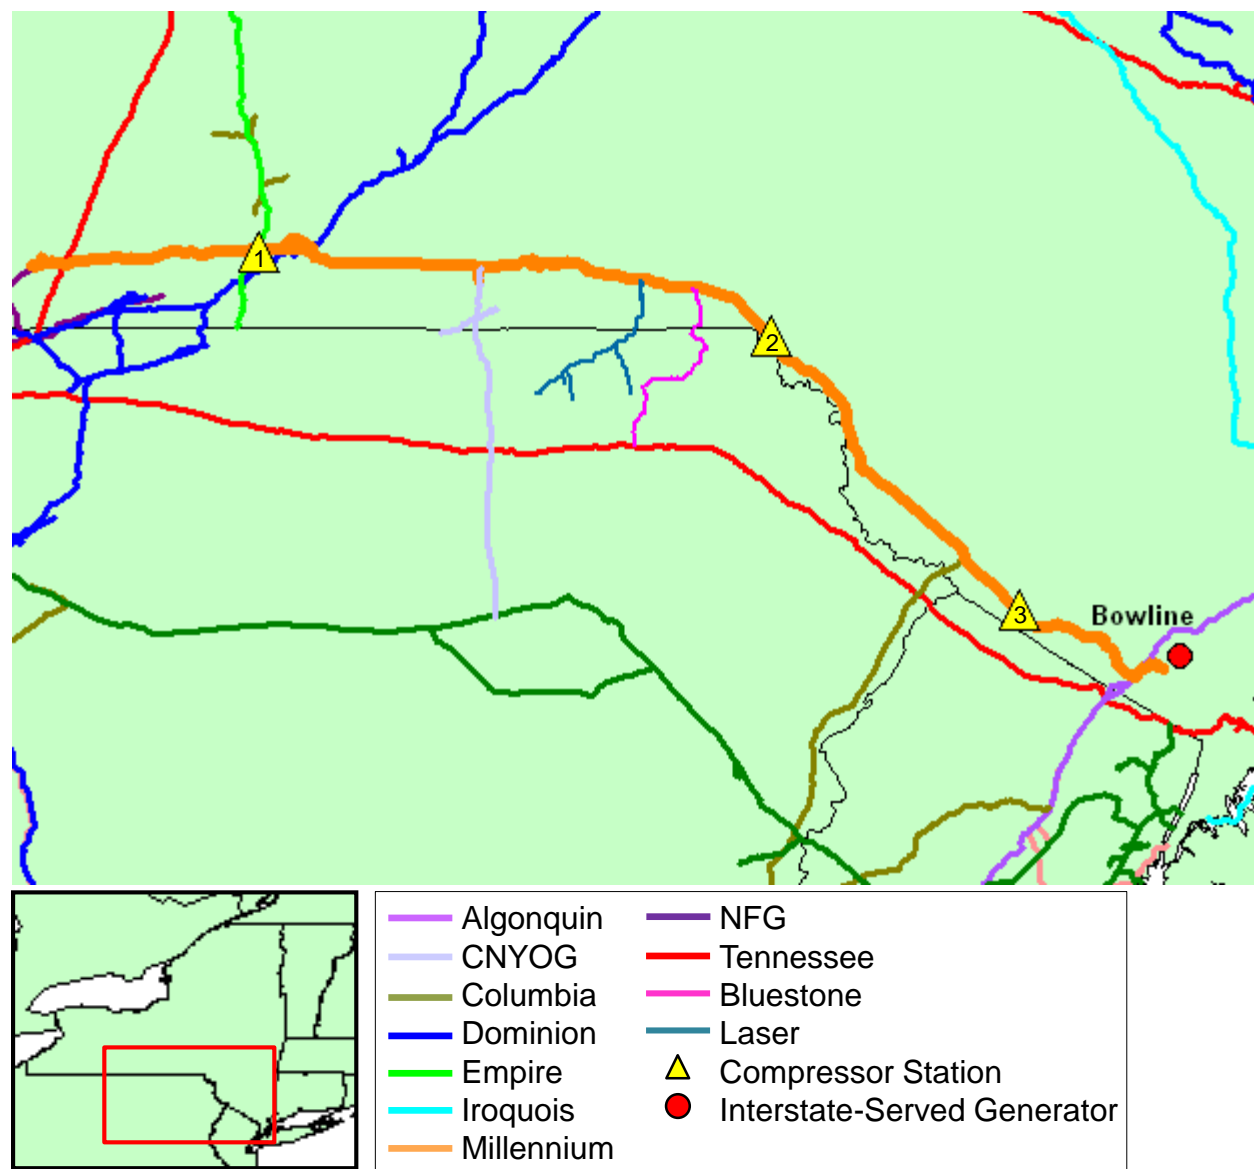 1
2
3
Bowline
Algonquin
CNYOG
Columbia
Dominion
Empire
Iroquois
Millennium
NFG
Tennessee
Bluestone
Laser
Compressor Station
Interstate-Served Generator